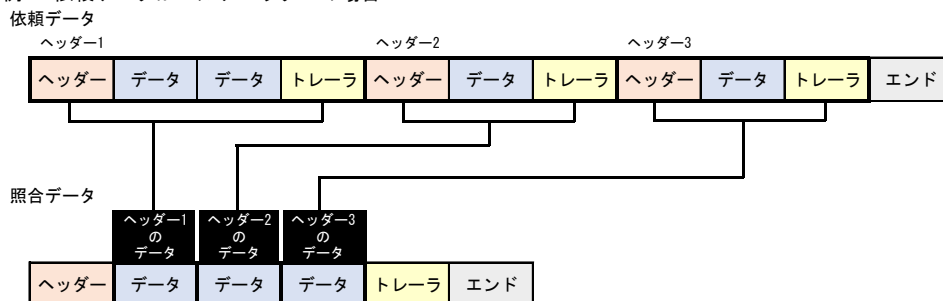 依頼データ
ヘッダー1 ヘッダー2 ヘッダー3
ヘッダー データ データ トレーラ ヘッダー データ トレーラ ヘッダー データ トレーラ エンド
照合データ
ヘッダー1 ヘッダー2 ヘッダー3
の の の
データ データ データ
ヘッダー データ データ データ トレーラ エンド